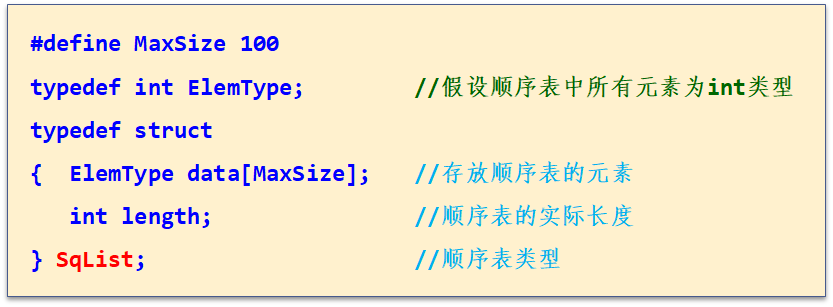 #define MaxSize 100
typedef int ElemType; //假设顺序表中所有元素为int类型
typedef struct
{ ElemType data[MaxSize]; //存放顺序表的元素
int length; //顺序表的实际长度
} SqList; //顺序表类型